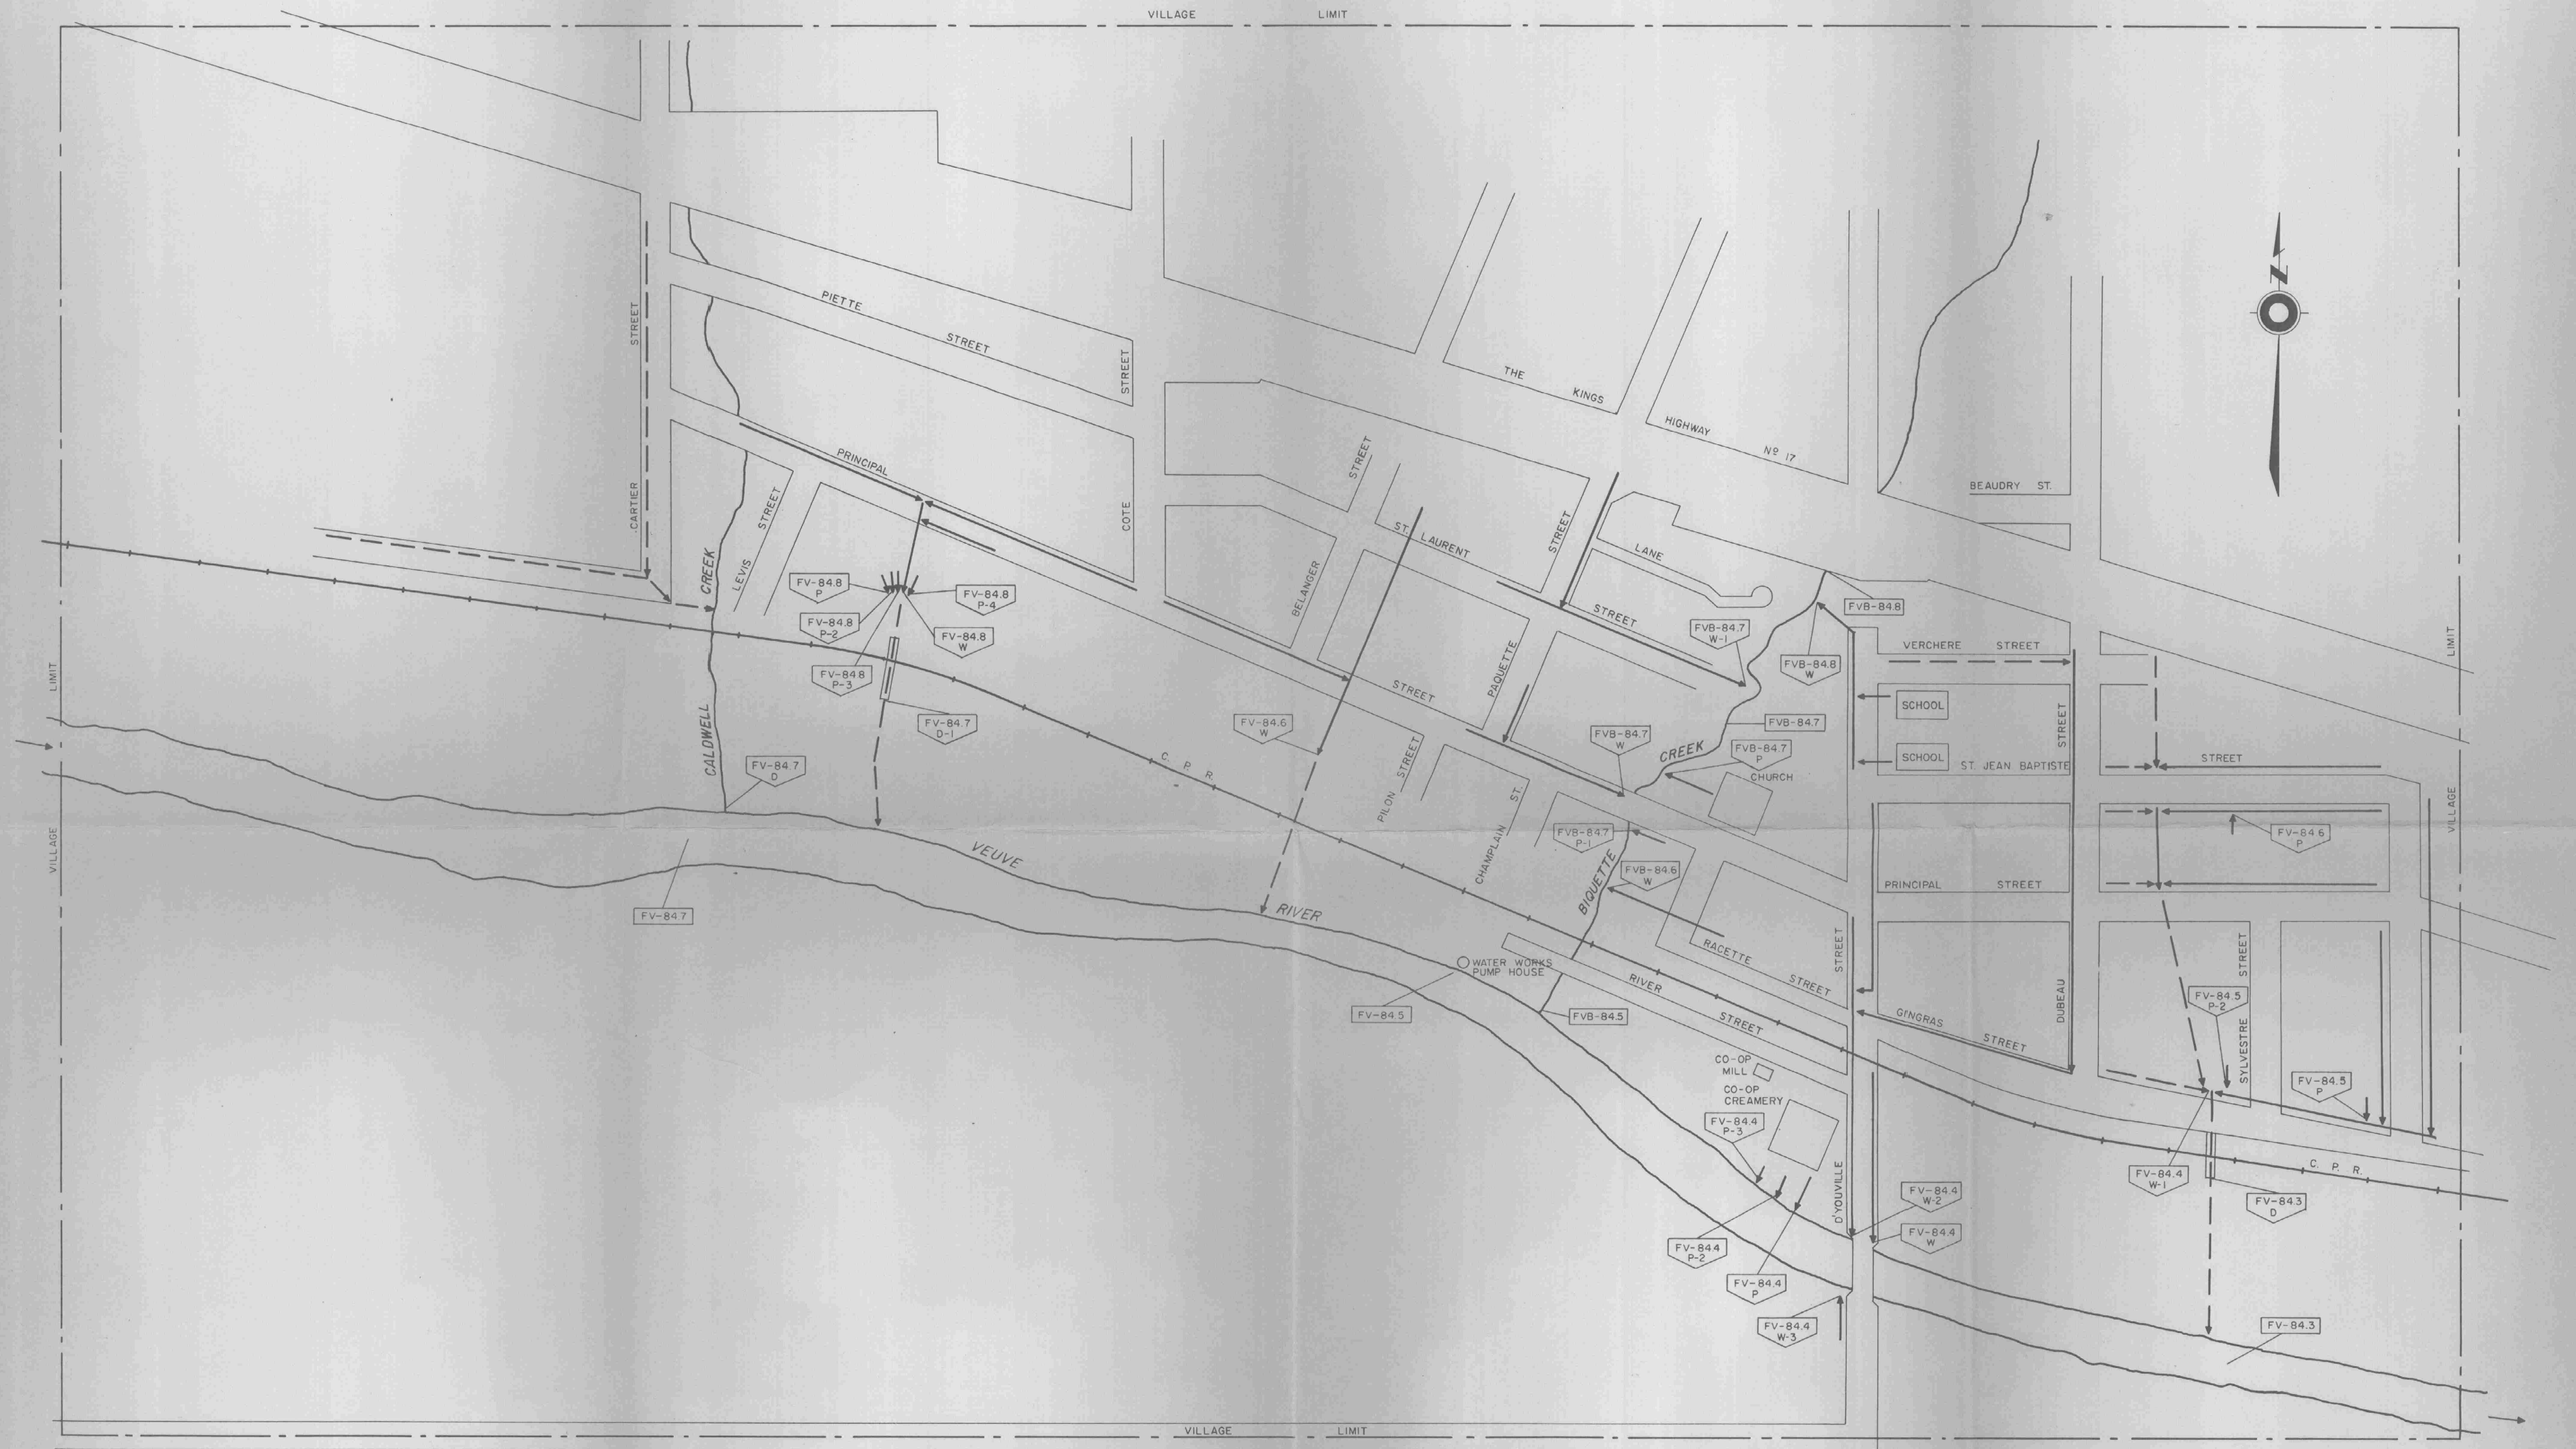 VILLAGE LIMIT
N
PIETTE STREET
STREET
STREET
THE KINGS HIGHWAY Nº 17
BEAUDRY ST.
PRINCIPAL
STREET
CARTIER
COTE
STREET
LEVIS
CREEK
ST. LAURENT
STREET
STREET
LANE
BELANGER
FV-84.8
P
FV-84.8
P-4
FV-84.8
P-2
FV-84.8
W
FV-84.8
P-3
FVB-84.8
FVB-84.7
W-1
FVB-84.8
W
VERCHERE STREET
LIMIT
LIMIT
PAQUETTE
STREET
SCHOOL
STREET
CALDWELL
FV-84.7
D-1
FV-84.6
W
FVB-84.7
FVB-84.7
W
FVB-84.7
P
CREEK
CHURCH
SCHOOL
ST. JEAN BAPTISTE
STREET
FV-84.7
D
C. P. R.
STREET
PILON
ST.
CHAMPLAIN
VILLAGE
VILLAGE
FVB-84.7
P-1
FV-84.6
P
VEUVE
RIVER
FVB-84.6
W
BIQUETTE
PRINCIPAL STREET
FV-84.7
STREET
RACETTE STREET
STREET
SYLVESTRE
WATER WORKS
PUMP HOUSE
RIVER
STREET
FV-84.5
FVB-84.5
DUBEAU
GINGRAS STREET
FV-84.5
P-2
CO-OP
MILL
CO-OP
CREAMERY
FV-84.5
P
FV-84.4
P-3
D'YOUVILLE
FV-84.4
W-1
C. P. R.
FV-84.3
D
FV-84.4
W-2
FV-84.4
W
FV-84.4
P-2
FV-84.4
P
FV-84.4
W-3
FV-84.3
VILLAGE LIMIT